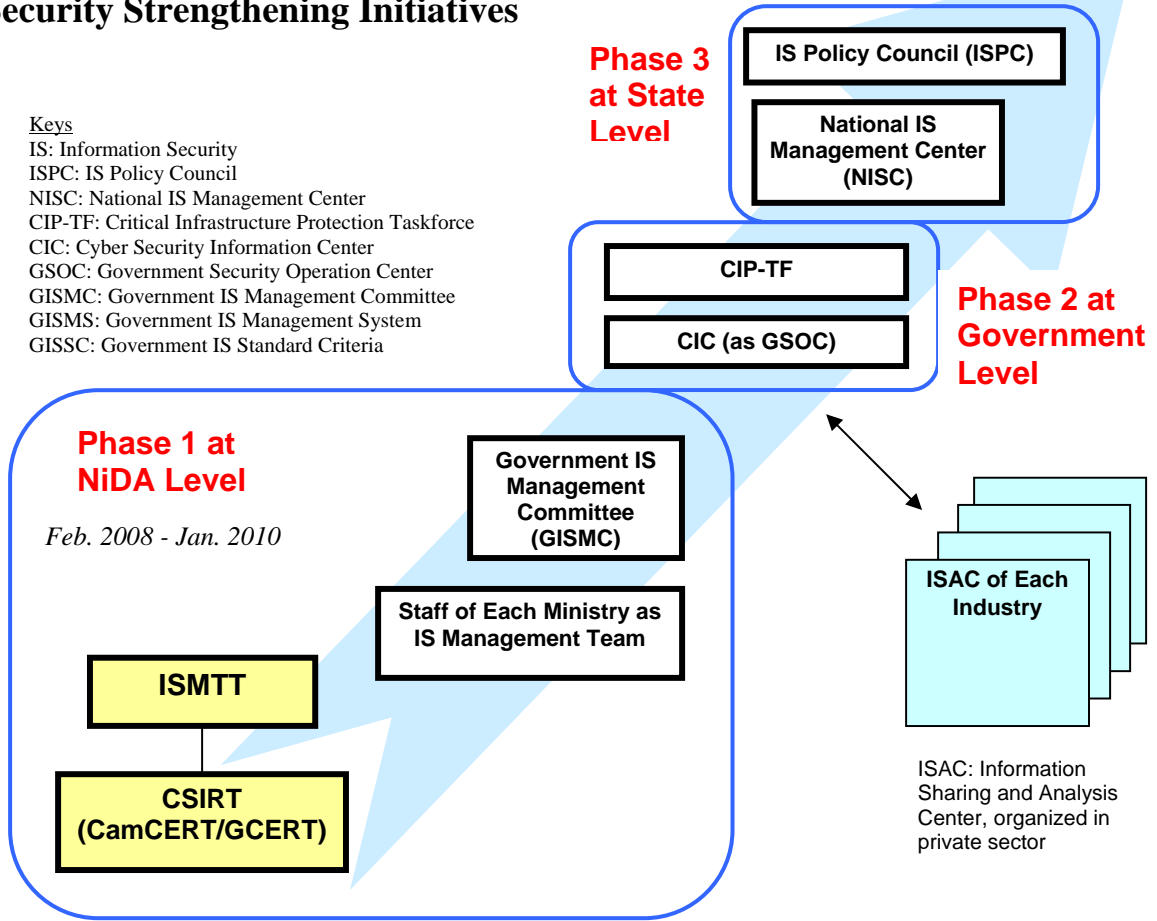 Security Strengthening Initiatives
Keys
IS: Information Security
ISPC: IS Policy Council
NISC: National IS Management Center
CIP-TF: Critical Infrastructure Protection Taskforce
CIC: Cyber Security Information Center
GSOC: Government Security Operation Center
GISMC: Government IS Management Committee
GISMS: Government IS Management System
GISSC: Government IS Standard Criteria
Phase 3
at State
Level
IS Policy Council (ISPC)
National IS
Management Center
(NISC)
CIP-TF
CIC (as GSOC)
Phase 2 at
Government
Level
Phase 1 at
NiDA Level
Feb. 2008 - Jan. 2010
Government IS
Management
Committee
(GISMC)
Staff of Each Ministry as
IS Management Team
ISMTT
CSIRT
(CamCERT/GCERT)
ISAC of Each
Industry
ISAC: Information
Sharing and Analysis
Center, organized in
private sector